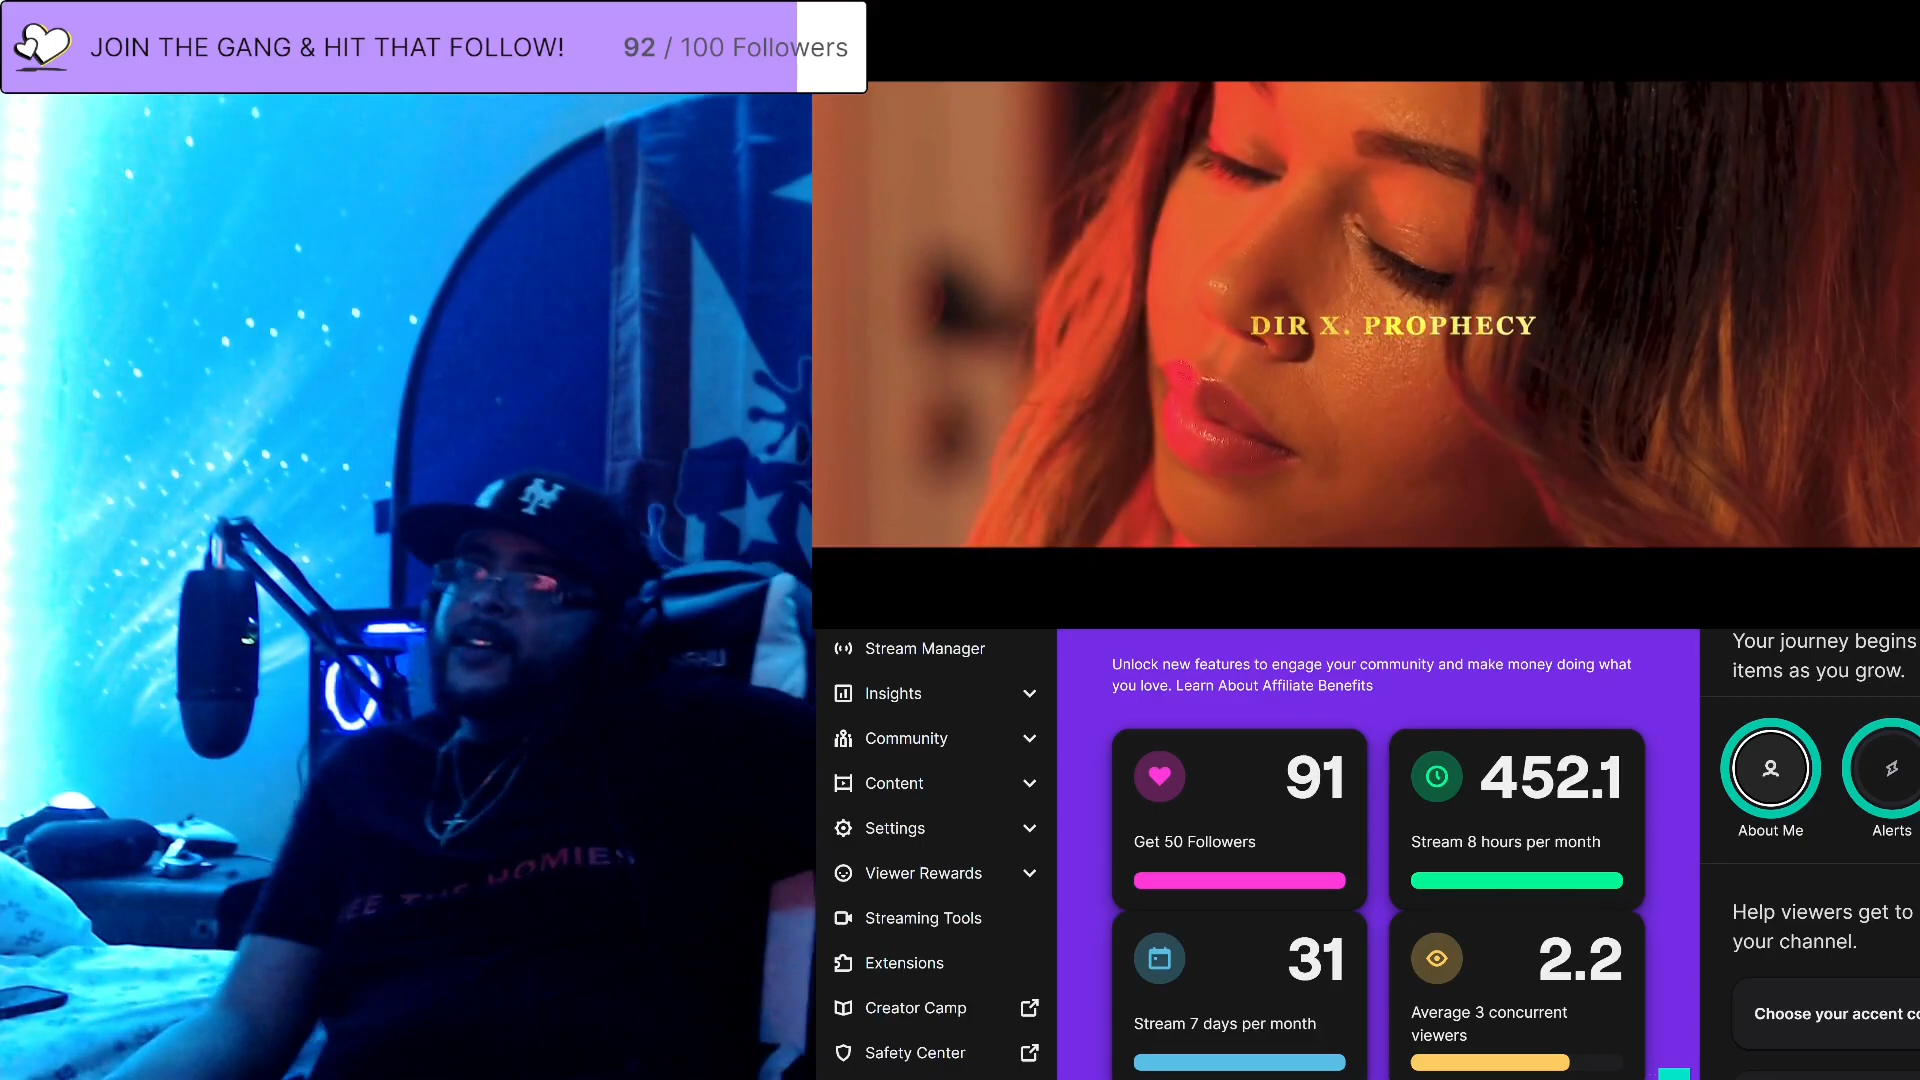 JOIN THE GANG & HIT THAT FOLLOW!
92 / 100 Followers
DIR X. PROPHECY
NY
THE HOMIES
Stream Manager
Insights
Community
Content
Settings
Viewer Rewards
Streaming Tools
Extensions
Creator Camp
Safety Center
Unlock new features to engage your community and make money doing what
you love. Learn About Affiliate Benefits
91
Get 50 Followers
452.1
Stream 8 hours per month
31
Stream 7 days per month
2.2
Average 3 concurrent
viewers
Your journey begins
items as you grow.
About Me
Alerts
Help viewers get to
your channel.
Choose your accent co